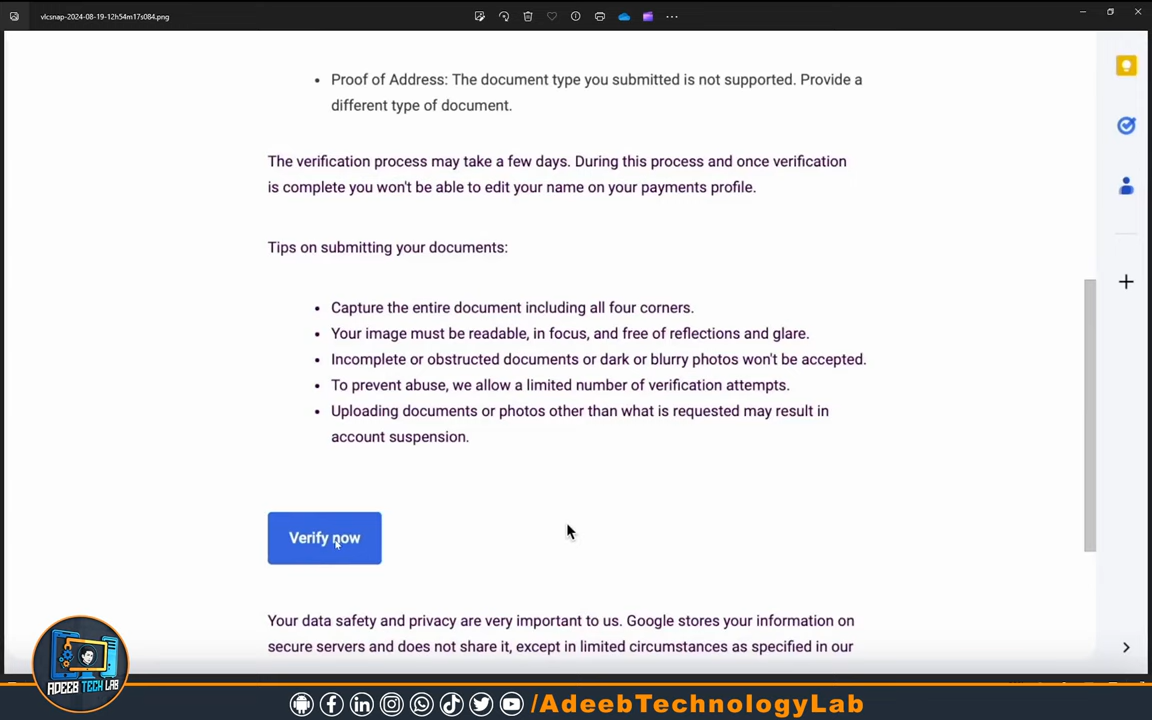 vlcsnap-2024-08-19-12h54m17s084.png
• Proof of Address: The document type you submitted is not supported. Provide a
different type of document.
The verification process may take a few days. During this process and once verification
is complete you won't be able to edit your name on your payments profile.
Tips on submitting your documents:
• Capture the entire document including all four corners.
• Your image must be readable, in focus, and free of reflections and glare.
• Incomplete or obstructed documents or dark or blurry photos won't be accepted.
• To prevent abuse, we allow a limited number of verification attempts.
• Uploading documents or photos other than what is requested may result in
account suspension.
Verify now
Your data safety and privacy are very important to us. Google stores your information on
secure servers and does not share it, except in limited circumstances as specified in our
ADEEB TECH LAB
/AdeebTechnologyLab